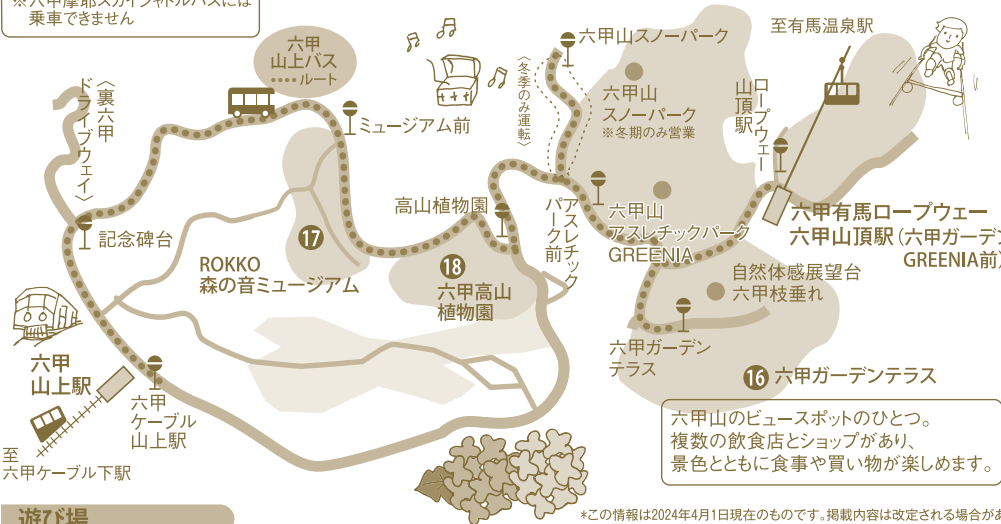 ※六甲摩耶スカイシャトルバスには
乗車できません
六甲
山上バス
ルート
〈裏六甲
ドライブウェイ〉
記念碑台
ミュージアム前
17
ROKKO
森の音ミュージアム
高山植物園
18
六甲高山
植物園
〈冬季のみ運転〉
六甲山スノーパーク
六甲山
スノーパーク
※冬期のみ営業
アスレチック
パーク前
六甲山
アスレチックパーク
GREENIA
至有馬温泉駅
ロープウェー
山頂駅
六甲有馬ロープウェー
六甲山頂駅(六甲ガーデン
GREENIA前)
自然体感展望台
六甲枝垂れ
六甲ガーデン
テラス
16 六甲ガーデンテラス
六甲山のビュースポットのひとつ。
複数の飲食店とショップがあり、
景色とともに食事や買い物が楽しめます。
六甲
山上駅
六甲
ケーブル
山上駅
至
六甲ケーブル下駅
遊び場
*この情報は2024年4月1日現在のものです。掲載内容は改定される場合があ